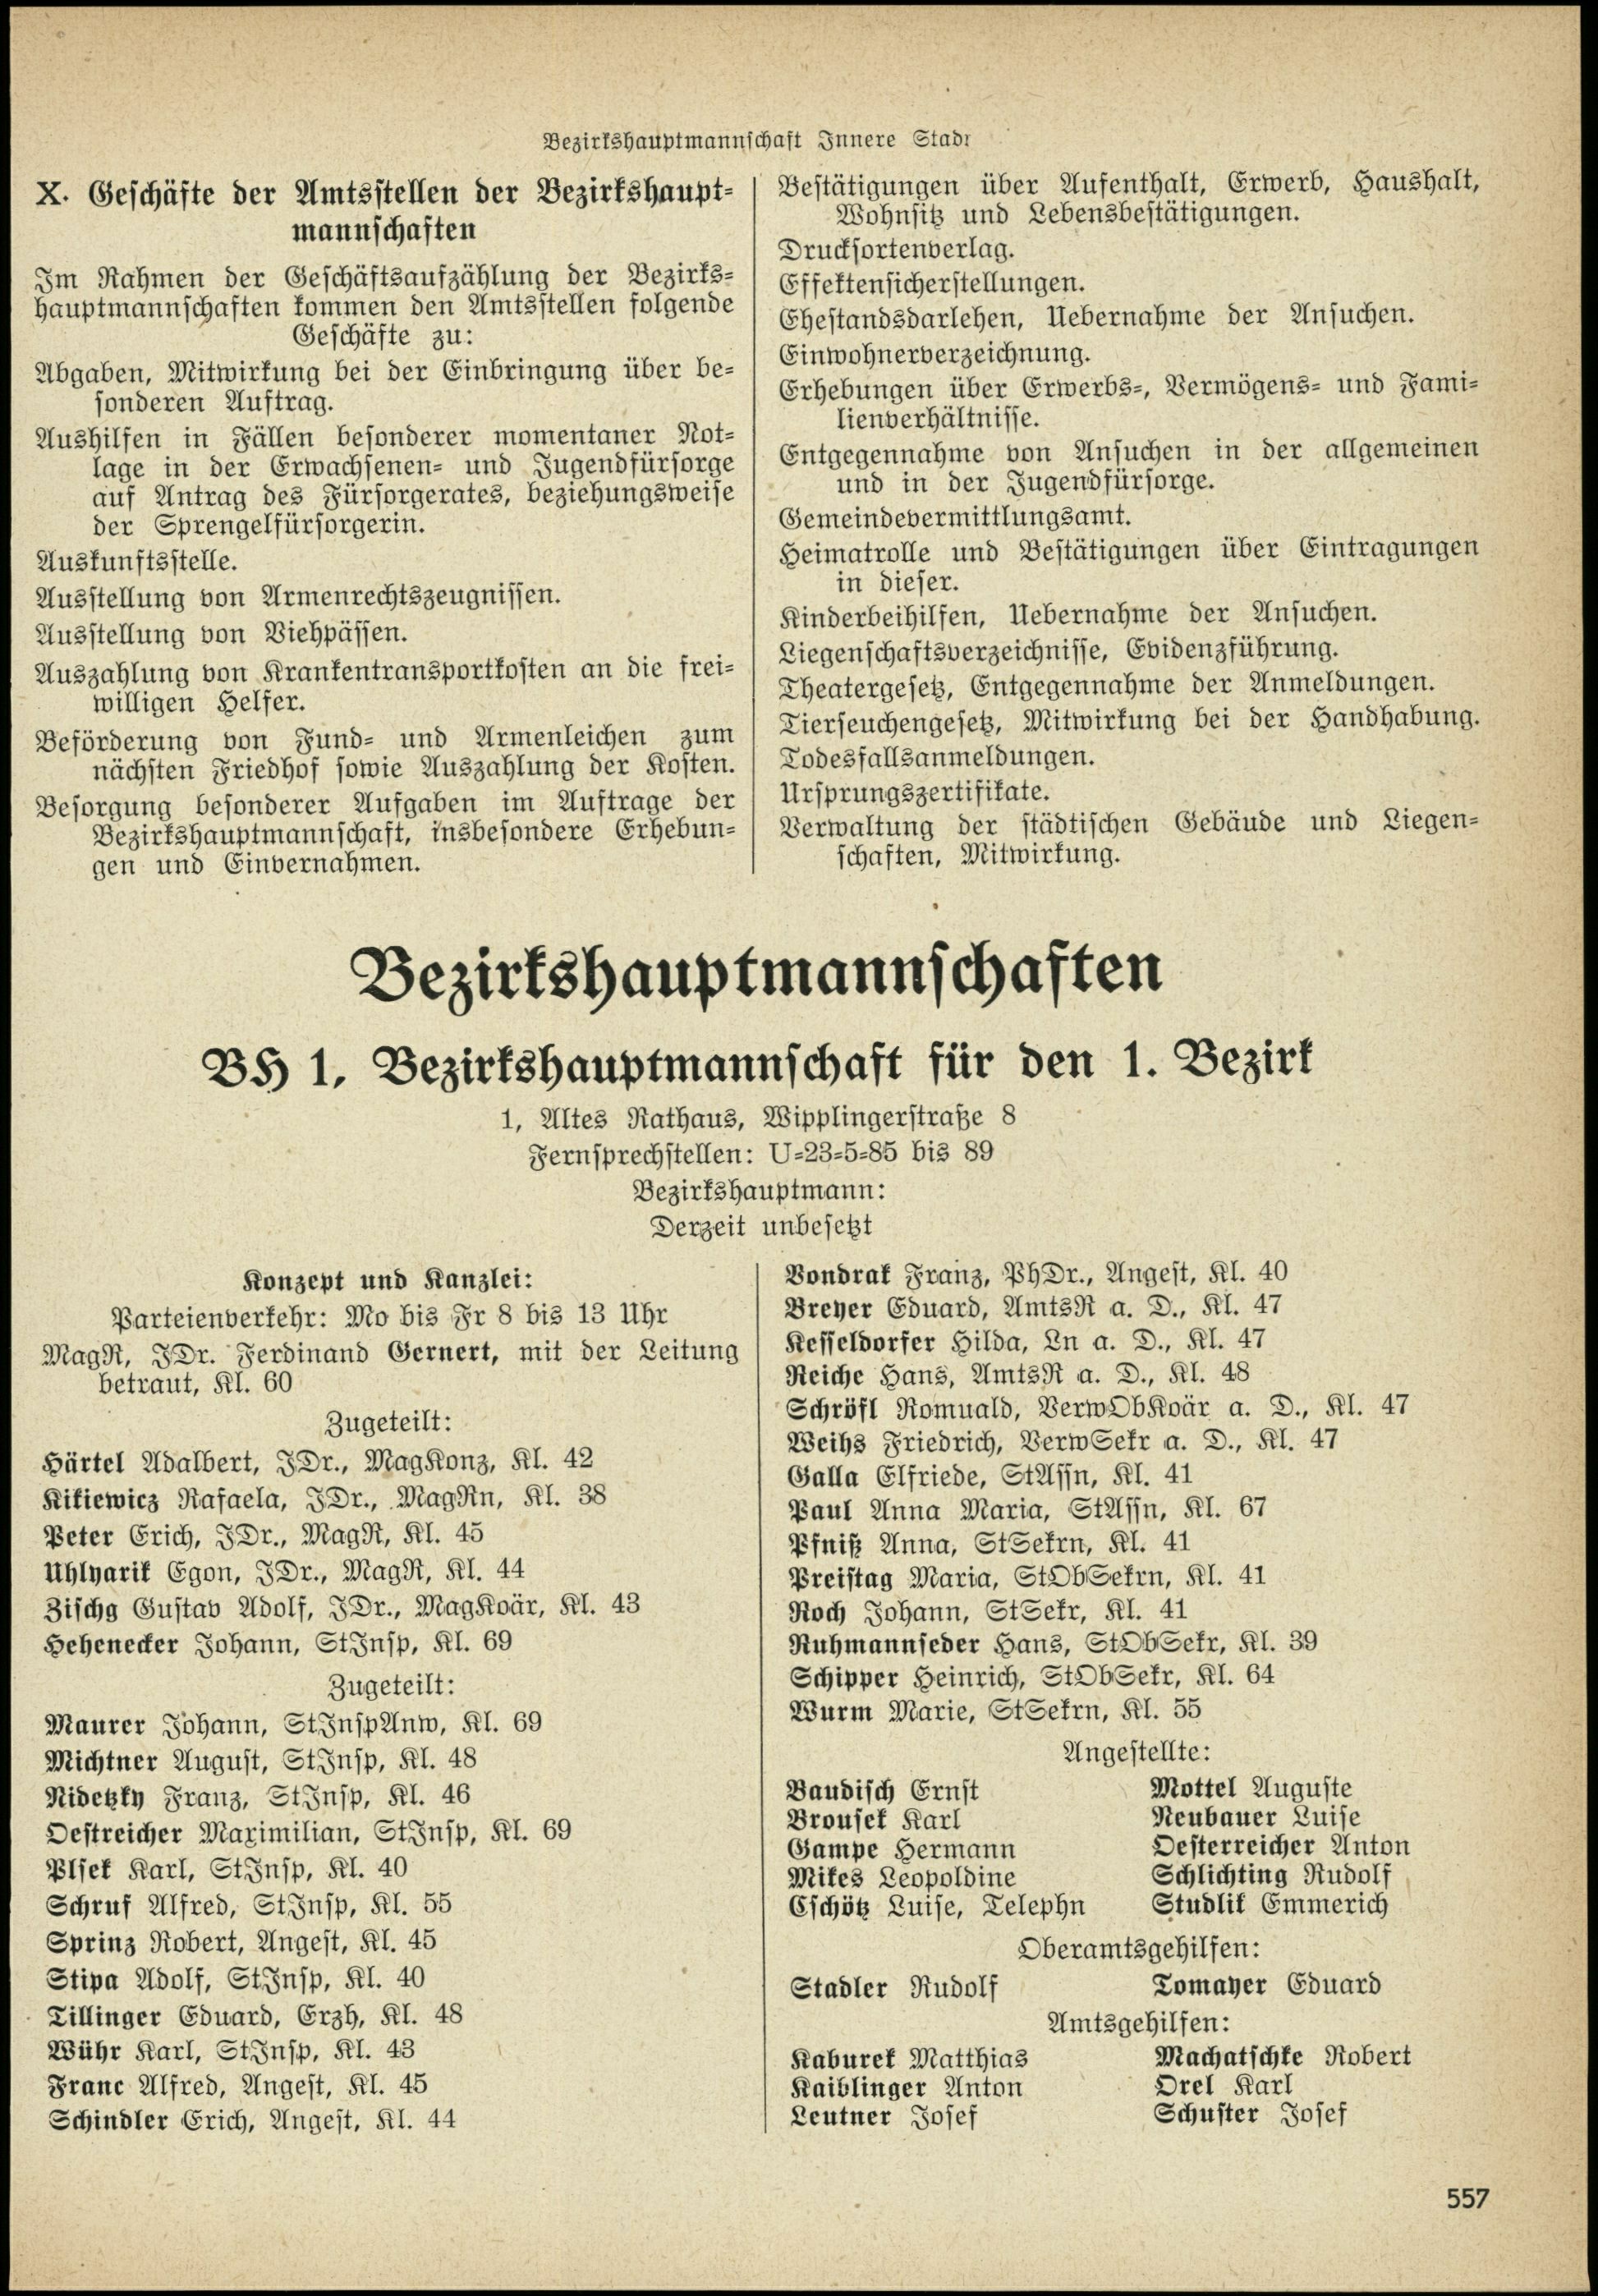 Bezirkshauptmannschaft Innere Stadt
X. Geschäfte der Amtsstellen der Bezirkshaupt-
mannschaften
Im Rahmen der Geschäftsaufzählung der Bezirks-
hauptmannschaften kommen den Amtsstellen folgende
Geschäfte zu:
Abgaben, Mitwirkung bei der Einbringung über be-
sonderen Auftrag.
Aushilfen in Fällen besonderer momentaner Not-
lage in der Erwachsenen- und Jugendfürsorge
auf Antrag des Fürsorgerates, beziehungsweise
der Sprengelfürsorgerin.
Auskunftsstelle.
Ausstellung von Armenrechtszeugnissen.
Ausstellung von Viehpässen.
Auszahlung von Krankentransportkosten an die frei-
willigen Helfer.
Beförderung von Fund- und Armenleichen zum
nächsten Friedhof sowie Auszahlung der Kosten.
Besorgung besonderer Aufgaben im Auftrage der
Bezirkshauptmannschaft, insbesondere Erhebun-
gen und Einvernahmen.
Bestätigungen über Aufenthalt, Erwerb, Haushalt,
Wohnsitz und Lebensbestätigungen.
Drucksortenverlag.
Effektensicherstellungen.
Ehestandsdarlehen, Uebernahme der Ansuchen.
Einwohnerverzeichnung.
Erhebungen über Erwerbs-, Vermögens- und Fami-
lienverhältnisse.
Entgegennahme von Ansuchen in der allgemeinen
und in der Jugendfürsorge.
Gemeindevermittlungsamt.
Heimatrolle und Bestätigungen über Eintragungen
in dieser.
Kinderbeihilfen, Uebernahme der Ansuchen.
Liegenschaftsverzeichnisse, Evidenzführung.
Theatergesetz, Entgegennahme der Anmeldungen.
Tierseuchengesetz, Mitwirkung bei der Handhabung.
Todesfallsanmeldungen.
Ursprungszertifikate.
Verwaltung der städtischen Gebäude und Liegen-
schaften, Mitwirkung.
Bezirkshauptmannschaften
BH 1, Bezirkshauptmannschaft für den 1. Bezirk
1, Altes Rathaus, Wipplingerstraße 8
Fernsprechstellen: U-23-5-85 bis 89
Bezirkshauptmann:
Derzeit unbesetzt
Konzept und Kanzlei:
Parteienverkehr: Mo bis Fr 8 bis 13 Uhr
MagR, JDr. Ferdinand Gernert, mit der Leitung
betraut, Kl. 60
Zugeteilt:
Härtel Adalbert, JDr., MagKonz, Kl. 42
Kikiewicz Rafaela, JDr., MagRn, Kl. 38
Peter Erich, JDr., MagR, Kl. 45
Uhlyarik Egon, JDr., MagR, Kl. 44
Zischg Gustav Adolf, JDr., MagKoär, Kl. 43
Hehenecker Johann, StInsp, Kl. 69
Zugeteilt:
Maurer Johann, StInspAnw, Kl. 69
Michtner August, StInsp, Kl. 48
Nidetzky Franz, StInsp, Kl. 46
Oestreicher Maximilian, StInsp, Kl. 69
Plsek Karl, StInsp, Kl. 40
Schruf Alfred, StInsp, Kl. 55
Sprinz Robert, Angest, Kl. 45
Stipa Adolf, StInsp, Kl. 40
Tillinger Eduard, Erzh, Kl. 48
Wühr Karl, StInsp, Kl. 43
Franc Alfred, Angest, Kl. 45
Schindler Erich, Angest, Kl. 44
Vondrak Franz, PhDr., Angest, Kl. 40
Breyer Eduard, AmtsR a. D., Kl. 47
Kesseldorfer Hilda, Ln a. D., Kl. 47
Reiche Hans, AmtsR a. D., Kl. 48
Schröfl Romuald, VerwObKoär a. D., Kl. 47
Weihs Friedrich, VerwSekr a. D., Kl. 47
Galla Elfriede, StAssn, Kl. 41
Paul Anna Maria, StAssn, Kl. 67
Pfniß Anna, StSekrn, Kl. 41
Preistag Maria, StObSekrn, Kl. 41
Roch Johann, StSekr, Kl. 41
Ruhmannseder Hans, StObSekr, Kl. 39
Schipper Heinrich, StObSekr, Kl. 64
Wurm Marie, StSekrn, Kl. 55
Angestellte:
Baudisch Ernst
Brousek Karl
Gampe Hermann
Mikes Leopoldine
Eschötz Luise, Telephn
Mottel Auguste
Neubauer Luise
Oesterreicher Anton
Schlichting Rudolf
Studlik Emmerich
Oberamtsgehilfen:
Stadler Rudolf
Tomayer Eduard
Amtsgehilfen:
Kaburek Matthias
Kaiblinger Anton
Leutner Josef
Machatschke Robert
Orel Karl
Schuster Josef
557